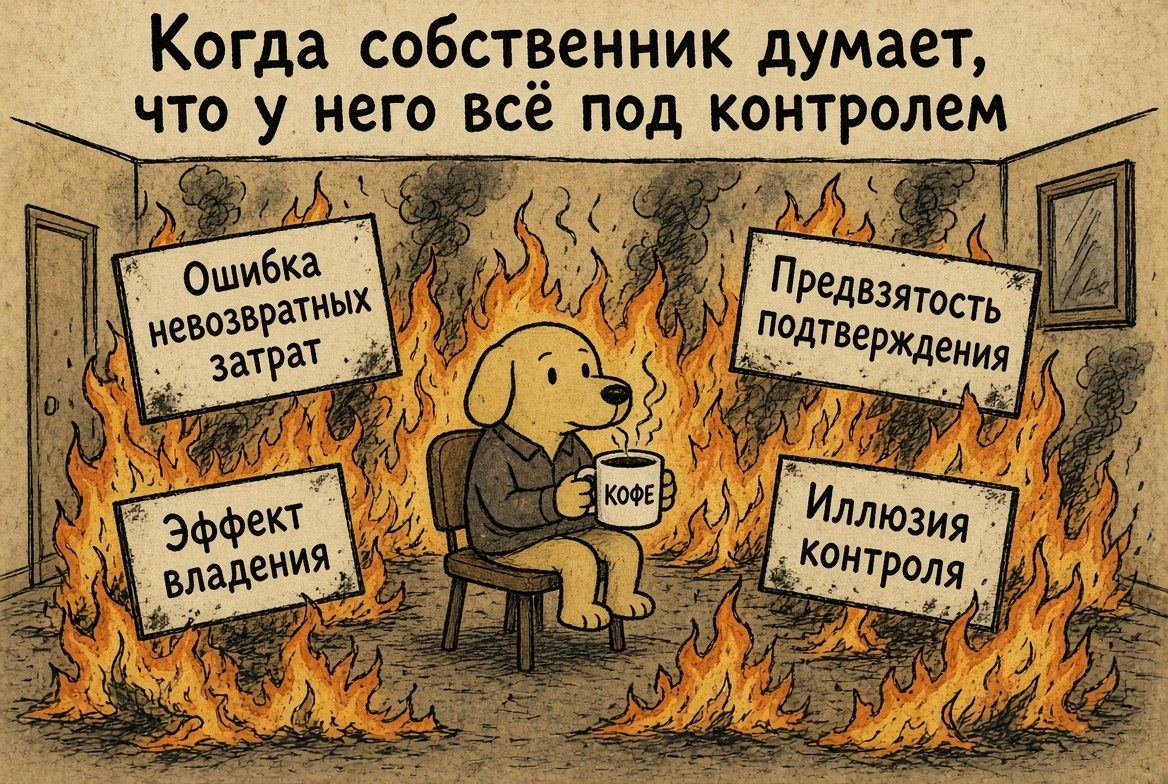 Когда собственник думает,
что у него всё под контролем
Ошибка
невозвратных
затрат
Предвзятость
подтверждения
Эффект
владения
Иллюзия
контроля
КОФЕ